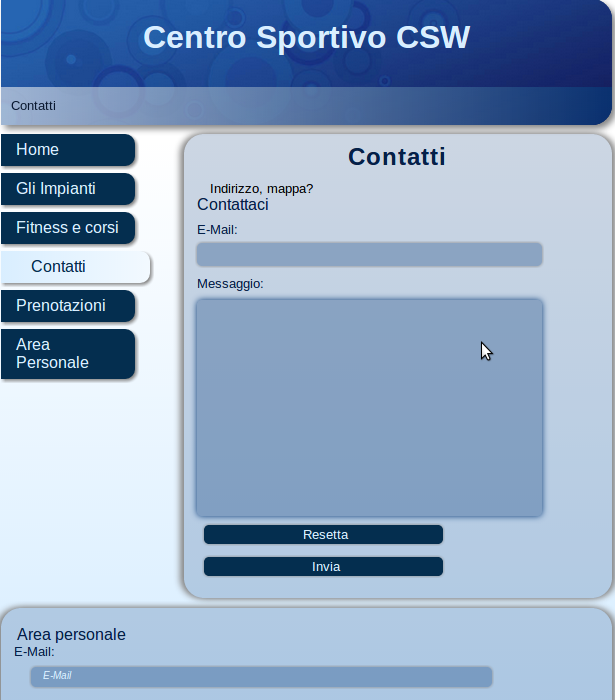 Centro Sportivo CSW
Contatti
Home
Gli Impianti
Fitness e corsi
Contatti
Prenotazioni
Area
Personale
Contatti
Indirizzo, mappa?
Contattaci
E-Mail:
Messaggio:
Resetta
Invia
Area personale
E-Mail:
E-Mail